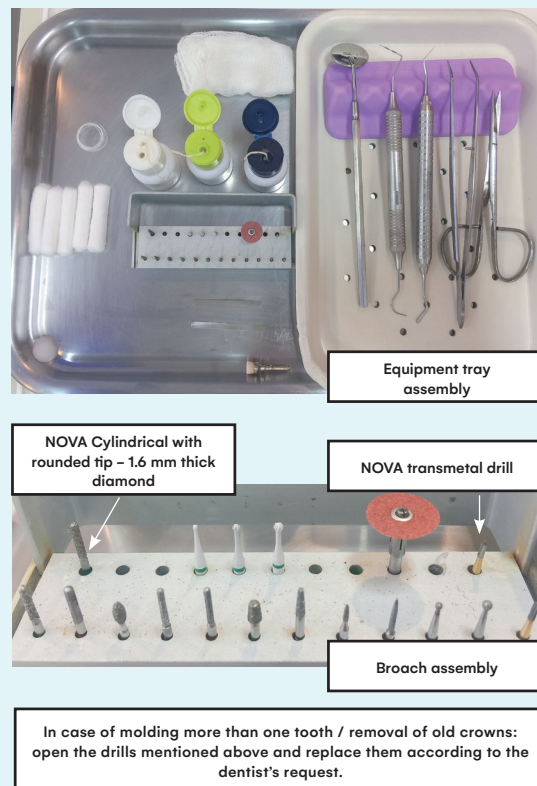 Equipment tray
assembly
NOVA Cylindrical with
rounded tip – 1.6 mm thick
diamond
NOVA transmetal drill
Broach assembly
In case of molding more than one tooth / removal of old crowns:
open the drills mentioned above and replace them according to the
dentist's request.